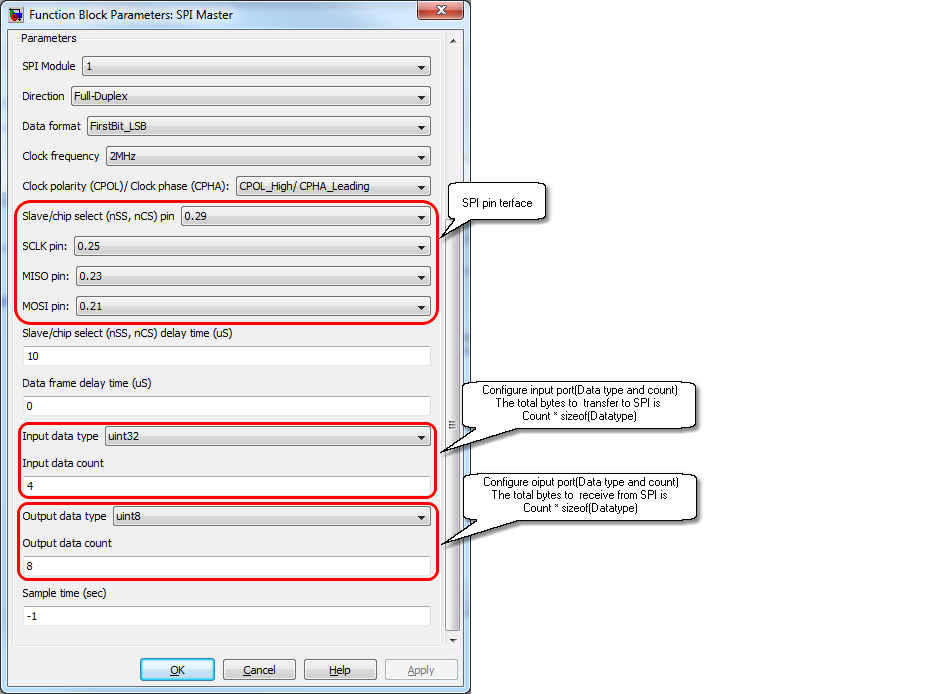 Function Block Parameters: SPI Master
Parameters
SPI Module 1
Direction Full-Duplex
Data format FirstBit_LSB
Clock frequency 2MHz
Clock polarity (CPOL)/ Clock phase (CPHA): CPOL_High/ CPHA_Leading
Slave/chip select (nSS, nCS) pin 0.29
SPI pin terface
SCLK pin: 0.25
MISO pin: 0.23
MOSI pin: 0.21
Slave/chip select (nSS, nCS) delay time (uS)
10
Data frame delay time (uS)
0
Configure input port(Data type and count)
The total bytes to transfer to SPI is
Count * sizeof(Datatype)
Input data type uint32
Input data count
4
Configure oiput port(Data type and count)
The total bytes to receive from SPI is
Count * sizeof(Datatype)
Output data type uint8
Output data count
8
Sample time (sec)
-1
OK Cancel Help Apply